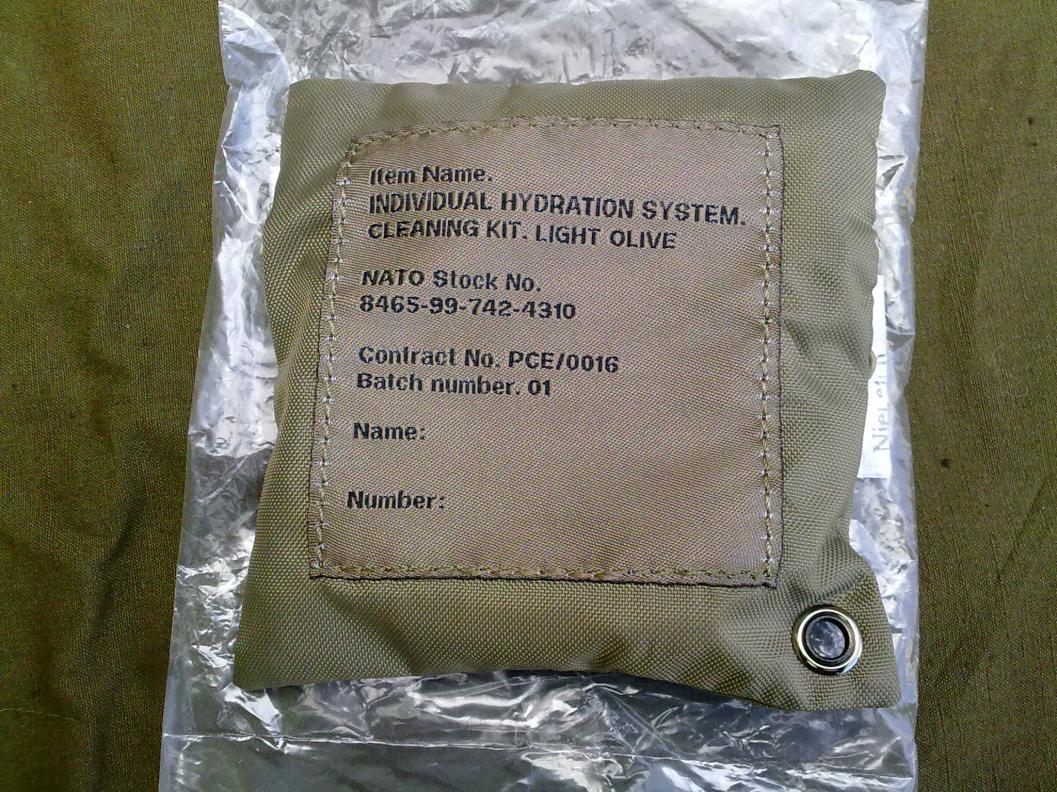 Item Name.
INDIVIDUAL HYDRATION SYSTEM.
CLEANING KIT. LIGHT OLIVE
NATO Stock No.
8465-99-742-4310
Contract No. PCE/0016
Batch number. 01
Name:
Number: